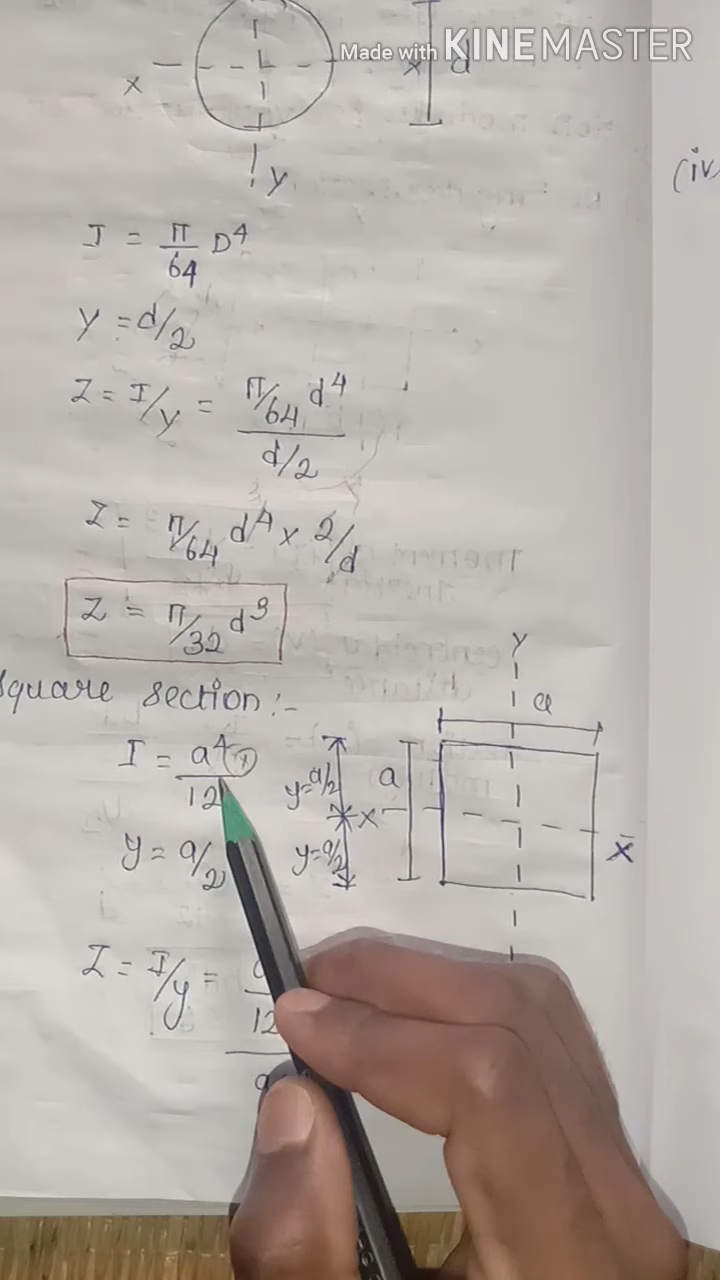 Made with KINEMASTER
x x d
y
(iv)
I = π/64 D⁴
y = d/2
Z = I/y = π/64 d⁴ / d/2
Z = π/64 d⁴ x 2/d
Z = π/32 d³
square section :-
y
a
I = a⁴/12
y = a/2 x a
y = a/2 y = a/2 x
Z = I/y =
12
a